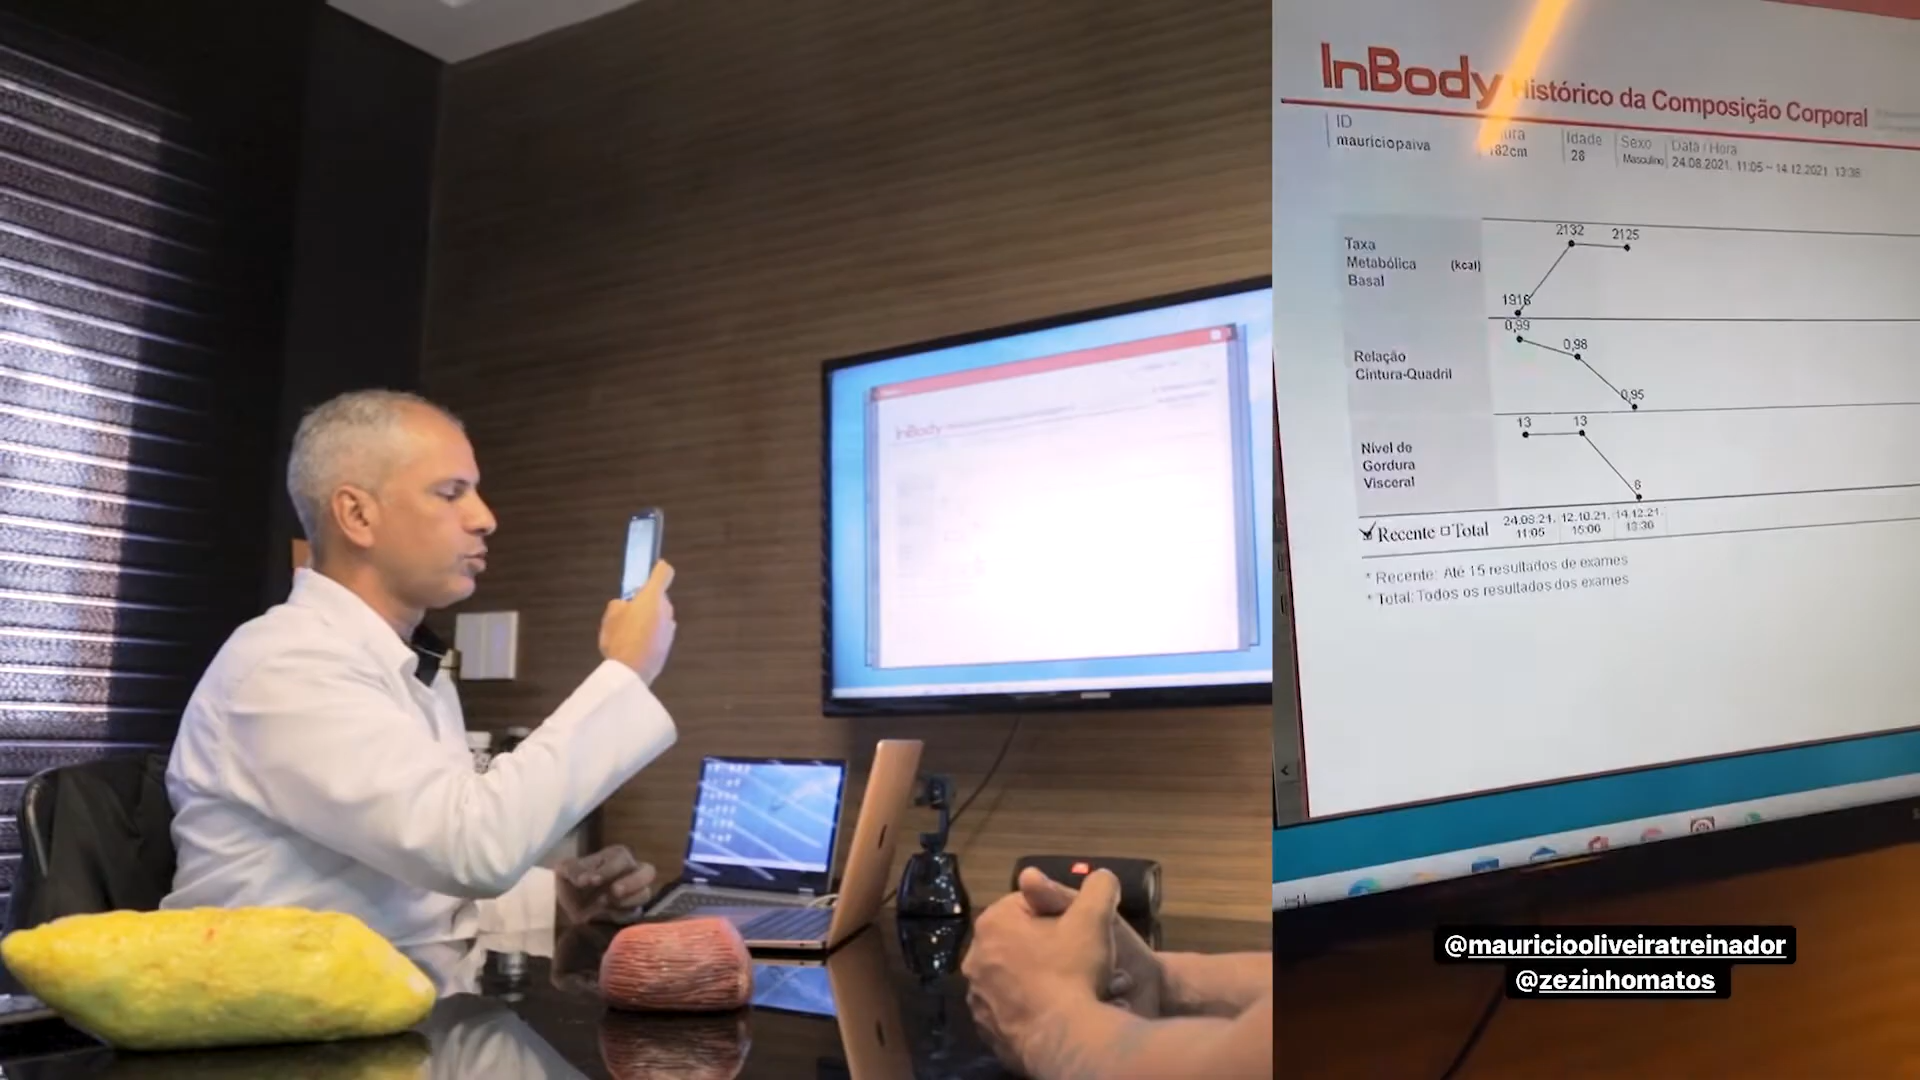 InBody
InBody Histórico da Composição Corporal
ID
mauriciopaiva
182cm
Idade
28
Sexo
Masculino
Data / Hora
24.08.2021. 11:05 ~ 14.12.2021. 13:36
Taxa
Metabólica (kcal)
Basal
1916
2132
2125
Relação
Cintura-Quadril
0,99
0,98
0,95
Nível de
Gordura
Visceral
13
13
Recente Total
24.08.21. 12.10.21. 14.12.21.
11:05 15:00 13:36
* Recente: Até 15 resultados de exames
* Total: Todos os resultados dos exames
@mauriciooliveiratreinador
@zezinhomatos